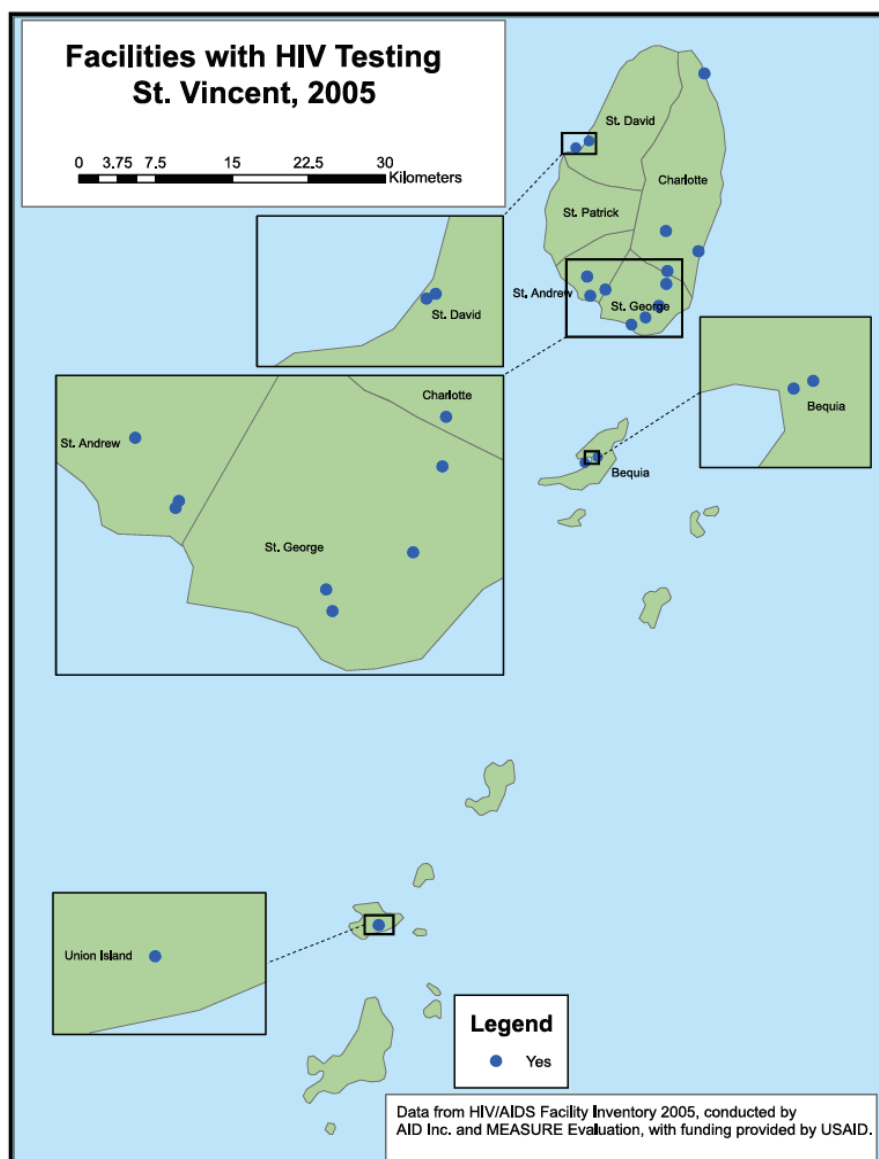 Facilities with HIV Testing
St. Vincent, 2005
0 3.75 7.5 15 22.5 30
Kilometers
St. David
Charlotte
St. Patrick
St. Andrew
St. George
St. David
Charlotte
St. Andrew
St. George
Bequia
Bequia
Union Island
Legend
Yes
Data from HIV/AIDS Facility Inventory 2005, conducted by
AID Inc. and MEASURE Evaluation, with funding provided by USAID.